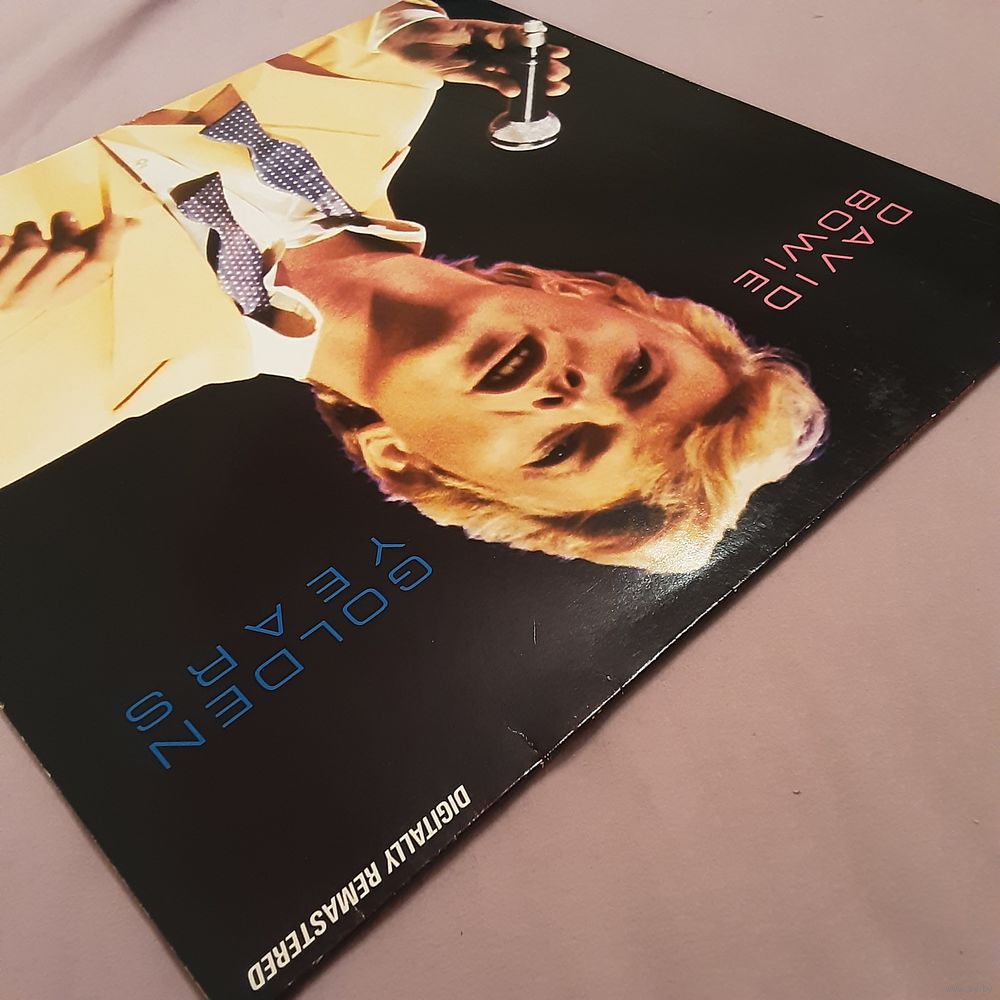 DAVID
BOWIE
GOLDEN
YEARS
DIGITALLY REMASTERED